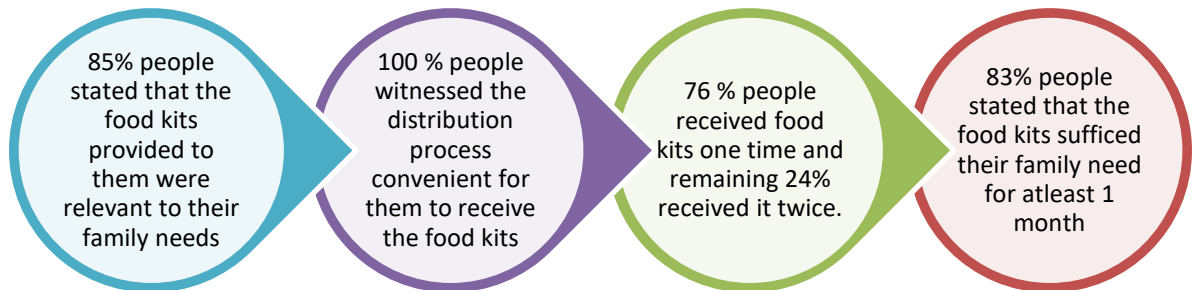 85% people
stated that the
food kits
provided to
them were
relevant to their
family needs
100 % people
witnessed the
distribution
process
convenient for
them to receive
the food kits
76 % people
received food
kits one time and
remaining 24%
received it twice.
83% people
stated that the
food kits sufficed
their family need
for atleast 1
month